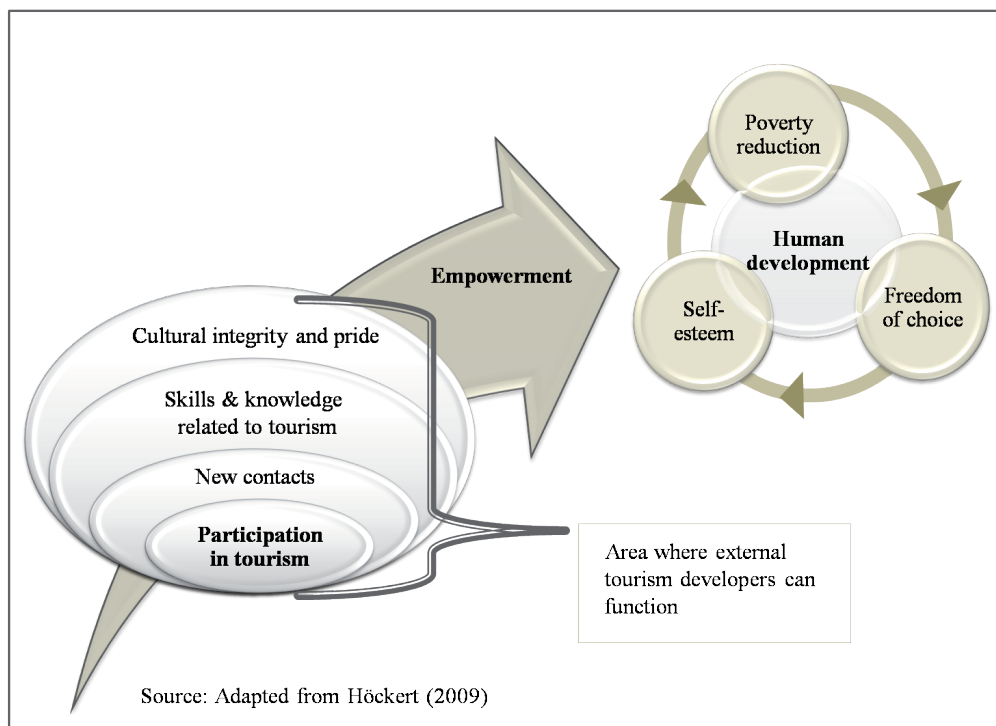 Poverty
reduction
Human
development
Freedom
of choice
Self-
esteem
Empowerment
Cultural integrity and pride
Skills & knowledge
related to tourism
New contacts
Participation
in tourism
Area where external
tourism developers can
function
Source: Adapted from Höckert (2009)